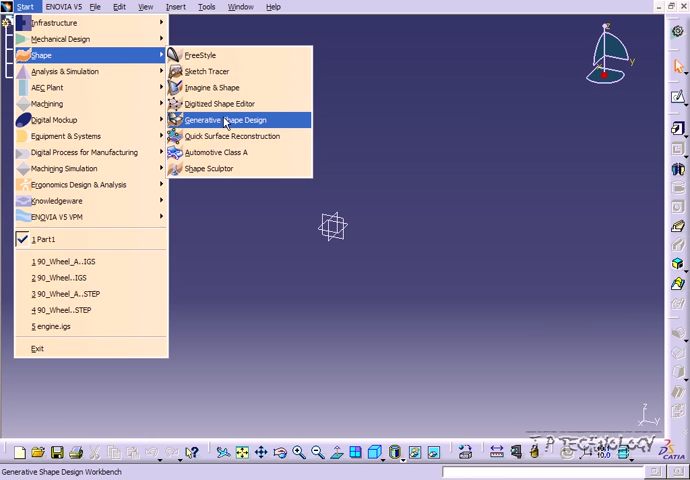 Start ENOVIA V5 File Edit View Insert Tools Window Help
Infrastructure
Mechanical Design
Shape
Analysis & Simulation
AEC Plant
Machining
Digital Mockup
Equipment & Systems
Digital Process for Manufacturing
Machining Simulation
Ergonomics Design & Analysis
Knowledgeware
ENOVIA V5 VPM
1 Part1
1 90_Wheel_A..IGS
2 90_Wheel..IGS
3 90_Wheel_A..STEP
4 90_Wheel..STEP
5 engine.igs
Exit
FreeStyle
Sketch Tracer
Imagine & Shape
Digitized Shape Editor
Generative Shape Design
Quick Surface Reconstruction
Automotive Class A
Shape Sculptor
z
y
z
y
x
T.P TECHNOLOGY
10.0
DS
CATIA
Generative Shape Design Workbench